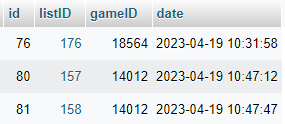 id listID gameID date
76 176 18564 2023-04-19 10:31:58
80 157 14012 2023-04-19 10:47:12
81 158 14012 2023-04-19 10:47:47